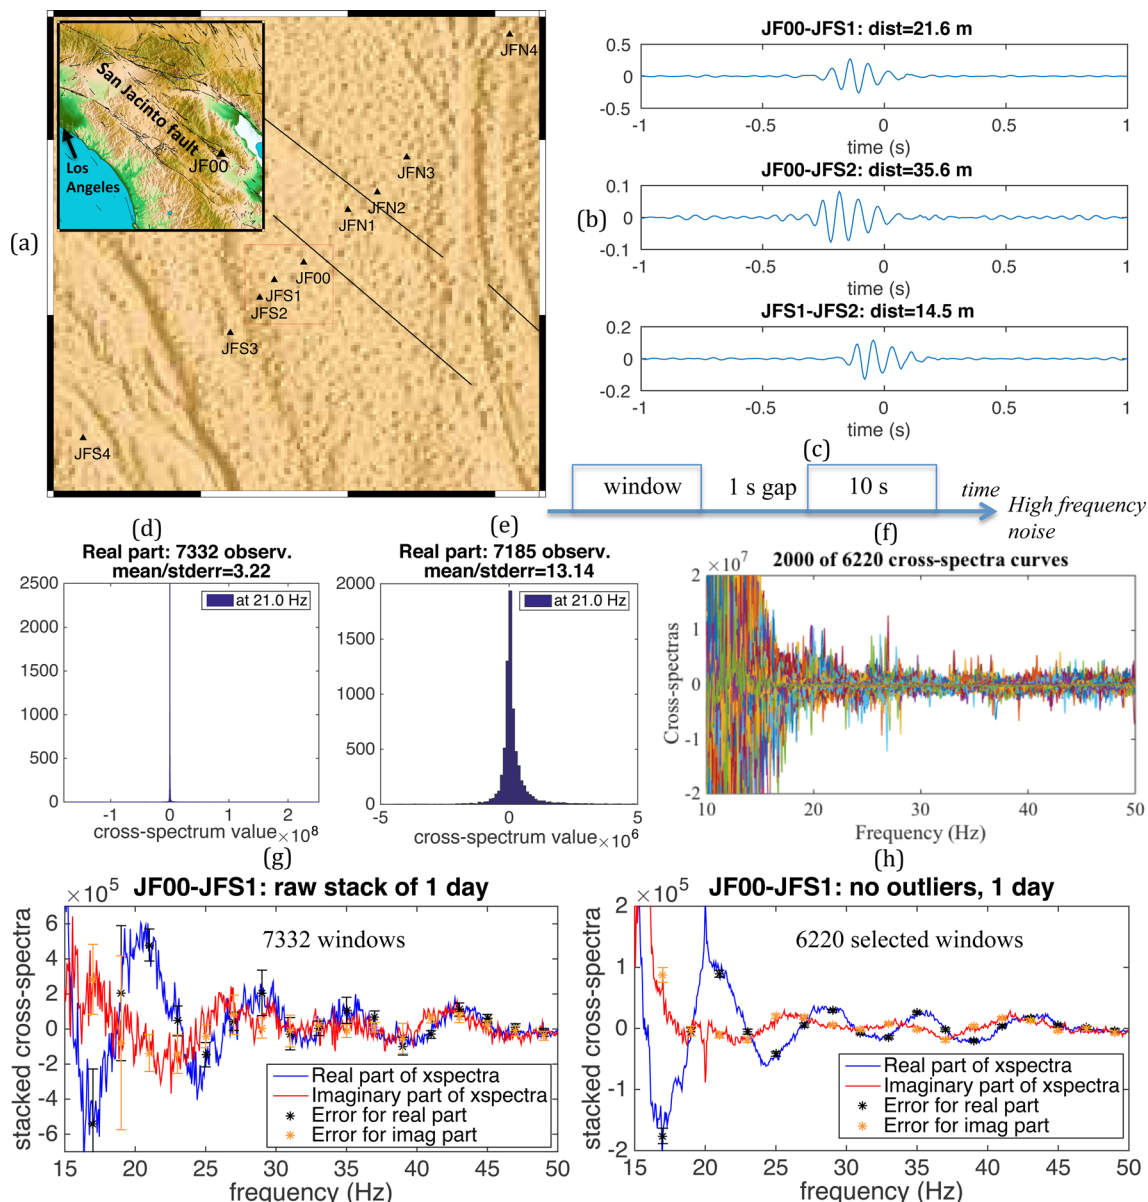 (a)
San Jacinto fault
JF00
Los
Angeles
JFN4
JFN3
JFN2
JFN1
JF00
JFS1
JFS2
JFS3
JFS4
(b)
JF00-JFS1: dist=21.6 m
0.5
0
-0.5
-1 -0.5 0 0.5 1
time (s)
JF00-JFS2: dist=35.6 m
0.1
0
-0.1
-1 -0.5 0 0.5 1
time (s)
JFS1-JFS2: dist=14.5 m
0.2
0
-0.2
-1 -0.5 0 0.5 1
time (s)
(c)
window 1 s gap 10 s time
High frequency
noise
(d)
Real part: 7332 observ.
mean/stderr=3.22
at 21.0 Hz
2500
2000
1500
1000
500
0
-1 0 1 2
cross-spectrum value ×10^8
(e)
Real part: 7185 observ.
mean/stderr=13.14
at 21.0 Hz
2000
1500
1000
500
0
-5 0 5
cross-spectrum value ×10^6
(f)
2000 of 6220 cross-spectra curves
×10^7
2
1
0
-1
-2
Cross-spectras
10 20 30 40 50
Frequency (Hz)
(g)
JF00-JFS1: raw stack of 1 day
×10^5
7332 windows
6
4
2
0
-2
-4
-6
stacked cross-spectra
Real part of xspectra
Imaginary part of xspectra
Error for real part
Error for imag part
15 20 25 30 35 40 45 50
frequency (Hz)
(h)
JF00-JFS1: no outliers, 1 day
×10^5
6220 selected windows
2
1
0
-1
-2
stacked cross-spectra
Real part of xspectra
Imaginary part of xspectra
Error for real part
Error for imag part
15 20 25 30 35 40 45 50
frequency (Hz)